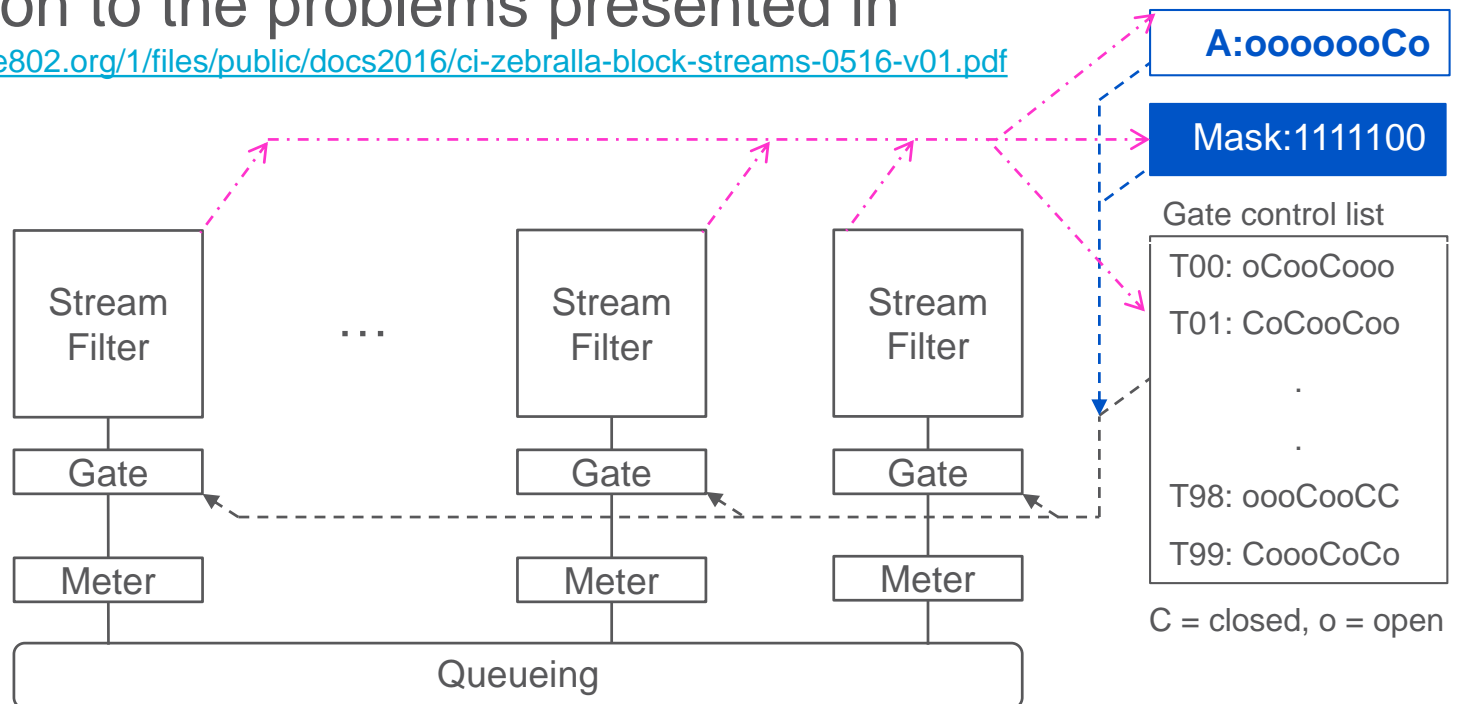 on to the problems presented in
e802.org/1/files/public/docs2016/ci-zebralla-block-streams-0516-v01.pdf
A:ooooooCo
Mask:1111100
Gate control list
T00: oCooCooo
T01: CoCooCoo
.
.
T98: oooCooCC
T99: CoooCoCo
C = closed, o = open
Stream
Filter
...
Stream
Filter
Stream
Filter
Gate
Gate
Gate
Meter
Meter
Meter
Queueing